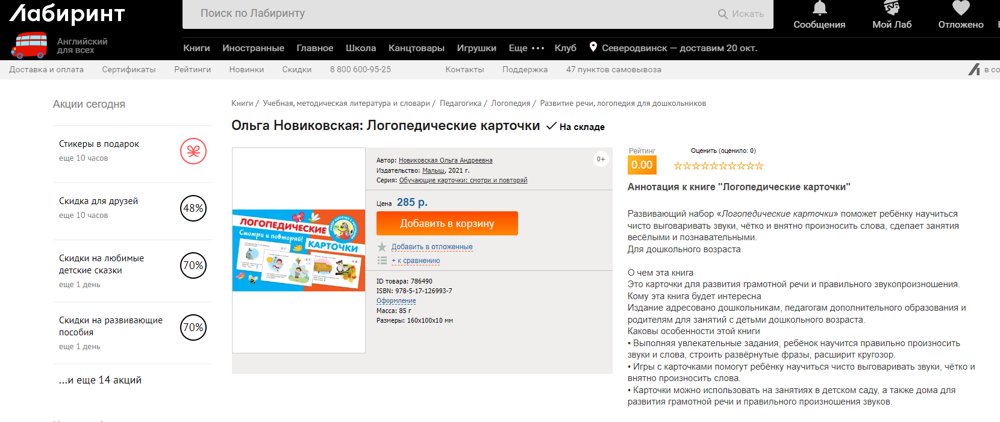 Лабиринт
Поиск по Лабиринту
Искать
Сообщения
Мой Лаб
Отложено
Английский
для всех
Книги Иностранные Главное Школа Канцтовары Игрушки Еще ••• Клуб Северодвинск — доставим 20 окт.
Доставка и оплата Сертификаты Рейтинги Новинки Скидки 8 800 600-95-25 Контакты Поддержка 47 пунктов самовывоза в со
Акции сегодня
Стикеры в подарок
еще 10 часов
Скидка для друзей
еще 10 часов
48%
Скидки на любимые
детские сказки
еще 1 день
70%
Скидки на развивающие
пособия
еще 1 день
70%
...и еще 14 акций
Книги / Учебная, методическая литература и словари / Педагогика / Логопедия / Развитие речи, логопедия для дошкольников
Ольга Новиковская: Логопедические карточки На складе
ЛОГОПЕДИЧЕСКИЕ
Смотри и повторяй!
КАРТОЧКИ
Автор: Новиковская Ольга Андреевна
0+
Издательство: Малыш, 2021 г.
Серия: Обучающие карточки: смотри и повторяй
Цена 285 р.
Добавить в корзину
Добавить в отложенные
+ к сравнению
ID товара: 786490
ISBN: 978-5-17-126993-7
Оформление
Масса: 85 г
Размеры: 160x100x10 мм
Рейтинг
0.00
Оценить (оценило: 0)
Аннотация к книге "Логопедические карточки"
Развивающий набор «Логопедические карточки» поможет ребёнку научиться
чисто выговаривать звуки, чётко и внятно произносить слова, сделает занятия
весёлыми и познавательными.
Для дошкольного возраста.
О чем эта книга
Это карточки для развития грамотной речи и правильного звукопроизношения.
Кому эта книга будет интересна
Издание адресовано дошкольникам, педагогам дополнительного образования и
родителям для занятий с детьми дошкольного возраста.
Каковы особенности этой книги
• Выполняя увлекательные задания, ребёнок научится правильно произносить
звуки и слова, строить развёрнутые фразы, расширит кругозор.
• Игры с карточками помогут ребёнку научиться чисто выговаривать звуки, чётко и
внятно произносить слова.
• Карточки можно использовать на занятиях в детском саду, а также дома для
развития грамотной речи и правильного произношения звуков.